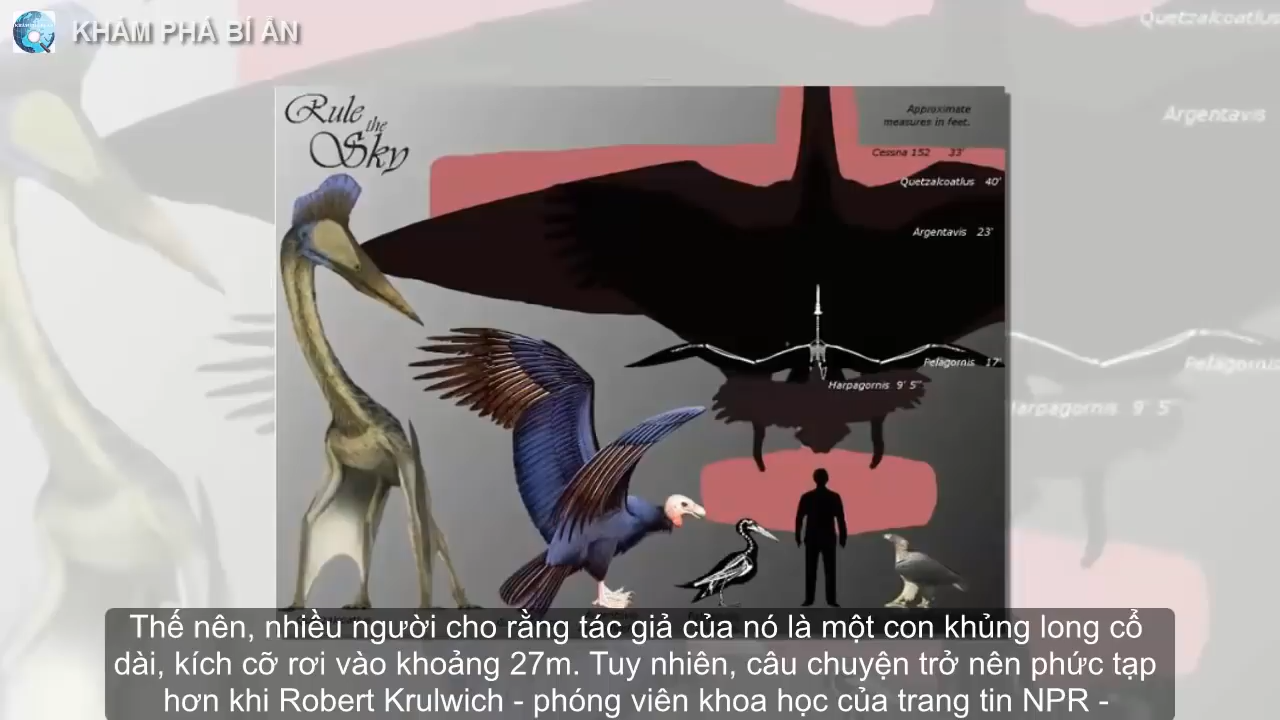 KHÁM PHÁ BÍ ẨN
Quetzalcoatlus
Argentavis
Rule
the
Sky
Approximate
measures in feet.
Cessna 152 33'
Quetzalcoatlus 40'
Argentavis 23'
Pelagornis 17'
Harpagornis 9' 5"
Pelagornis
Harpagornis 9' 5"
Thế nên, nhiều người cho rằng tác giả của nó là một con khủng long cổ
dài, kích cỡ rơi vào khoảng 27m. Tuy nhiên, câu chuyện trở nên phức tạp
hơn khi Robert Krulwich - phóng viên khoa học của trang tin NPR -